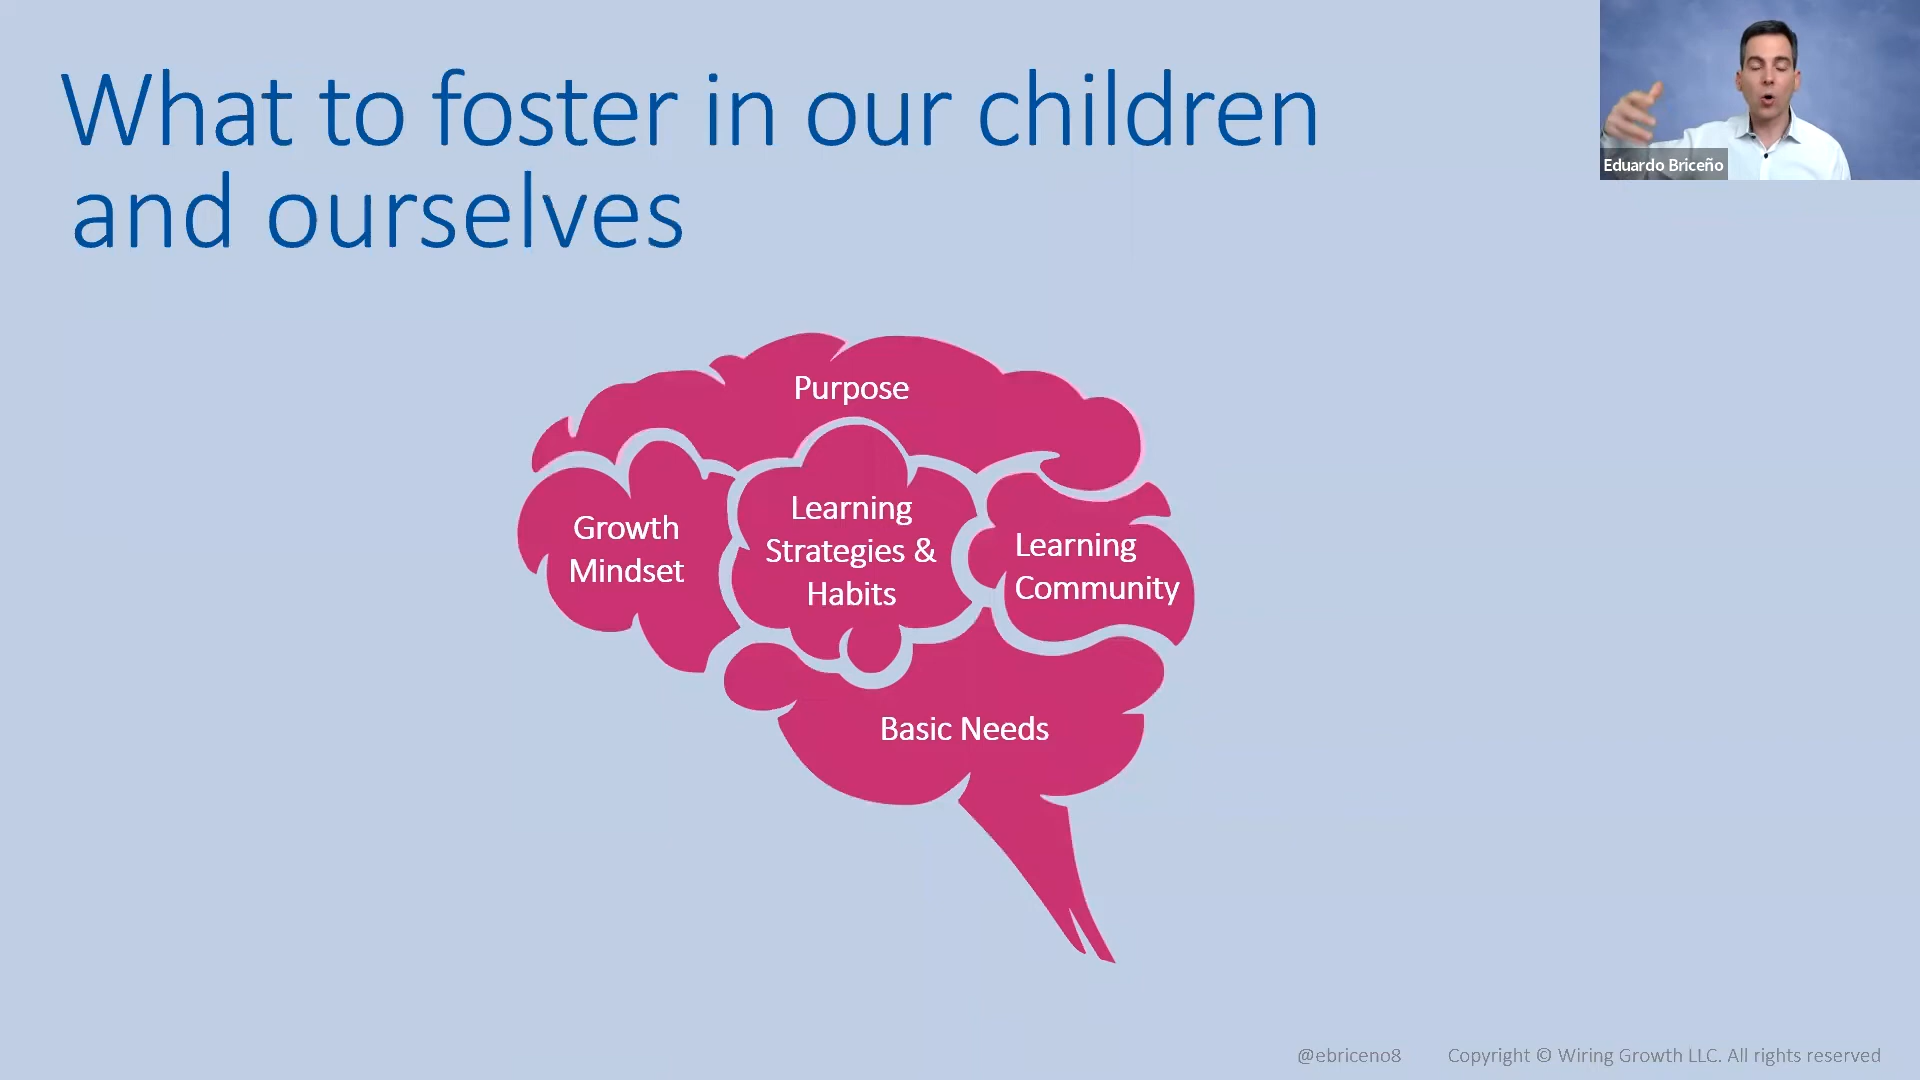 What to foster in our children
and ourselves
Eduardo Briceño
Purpose
Growth
Mindset
Learning
Strategies &
Habits
Learning
Community
Basic Needs
@ebriceno8
Copyright © Wiring Growth LLC. All rights reserved